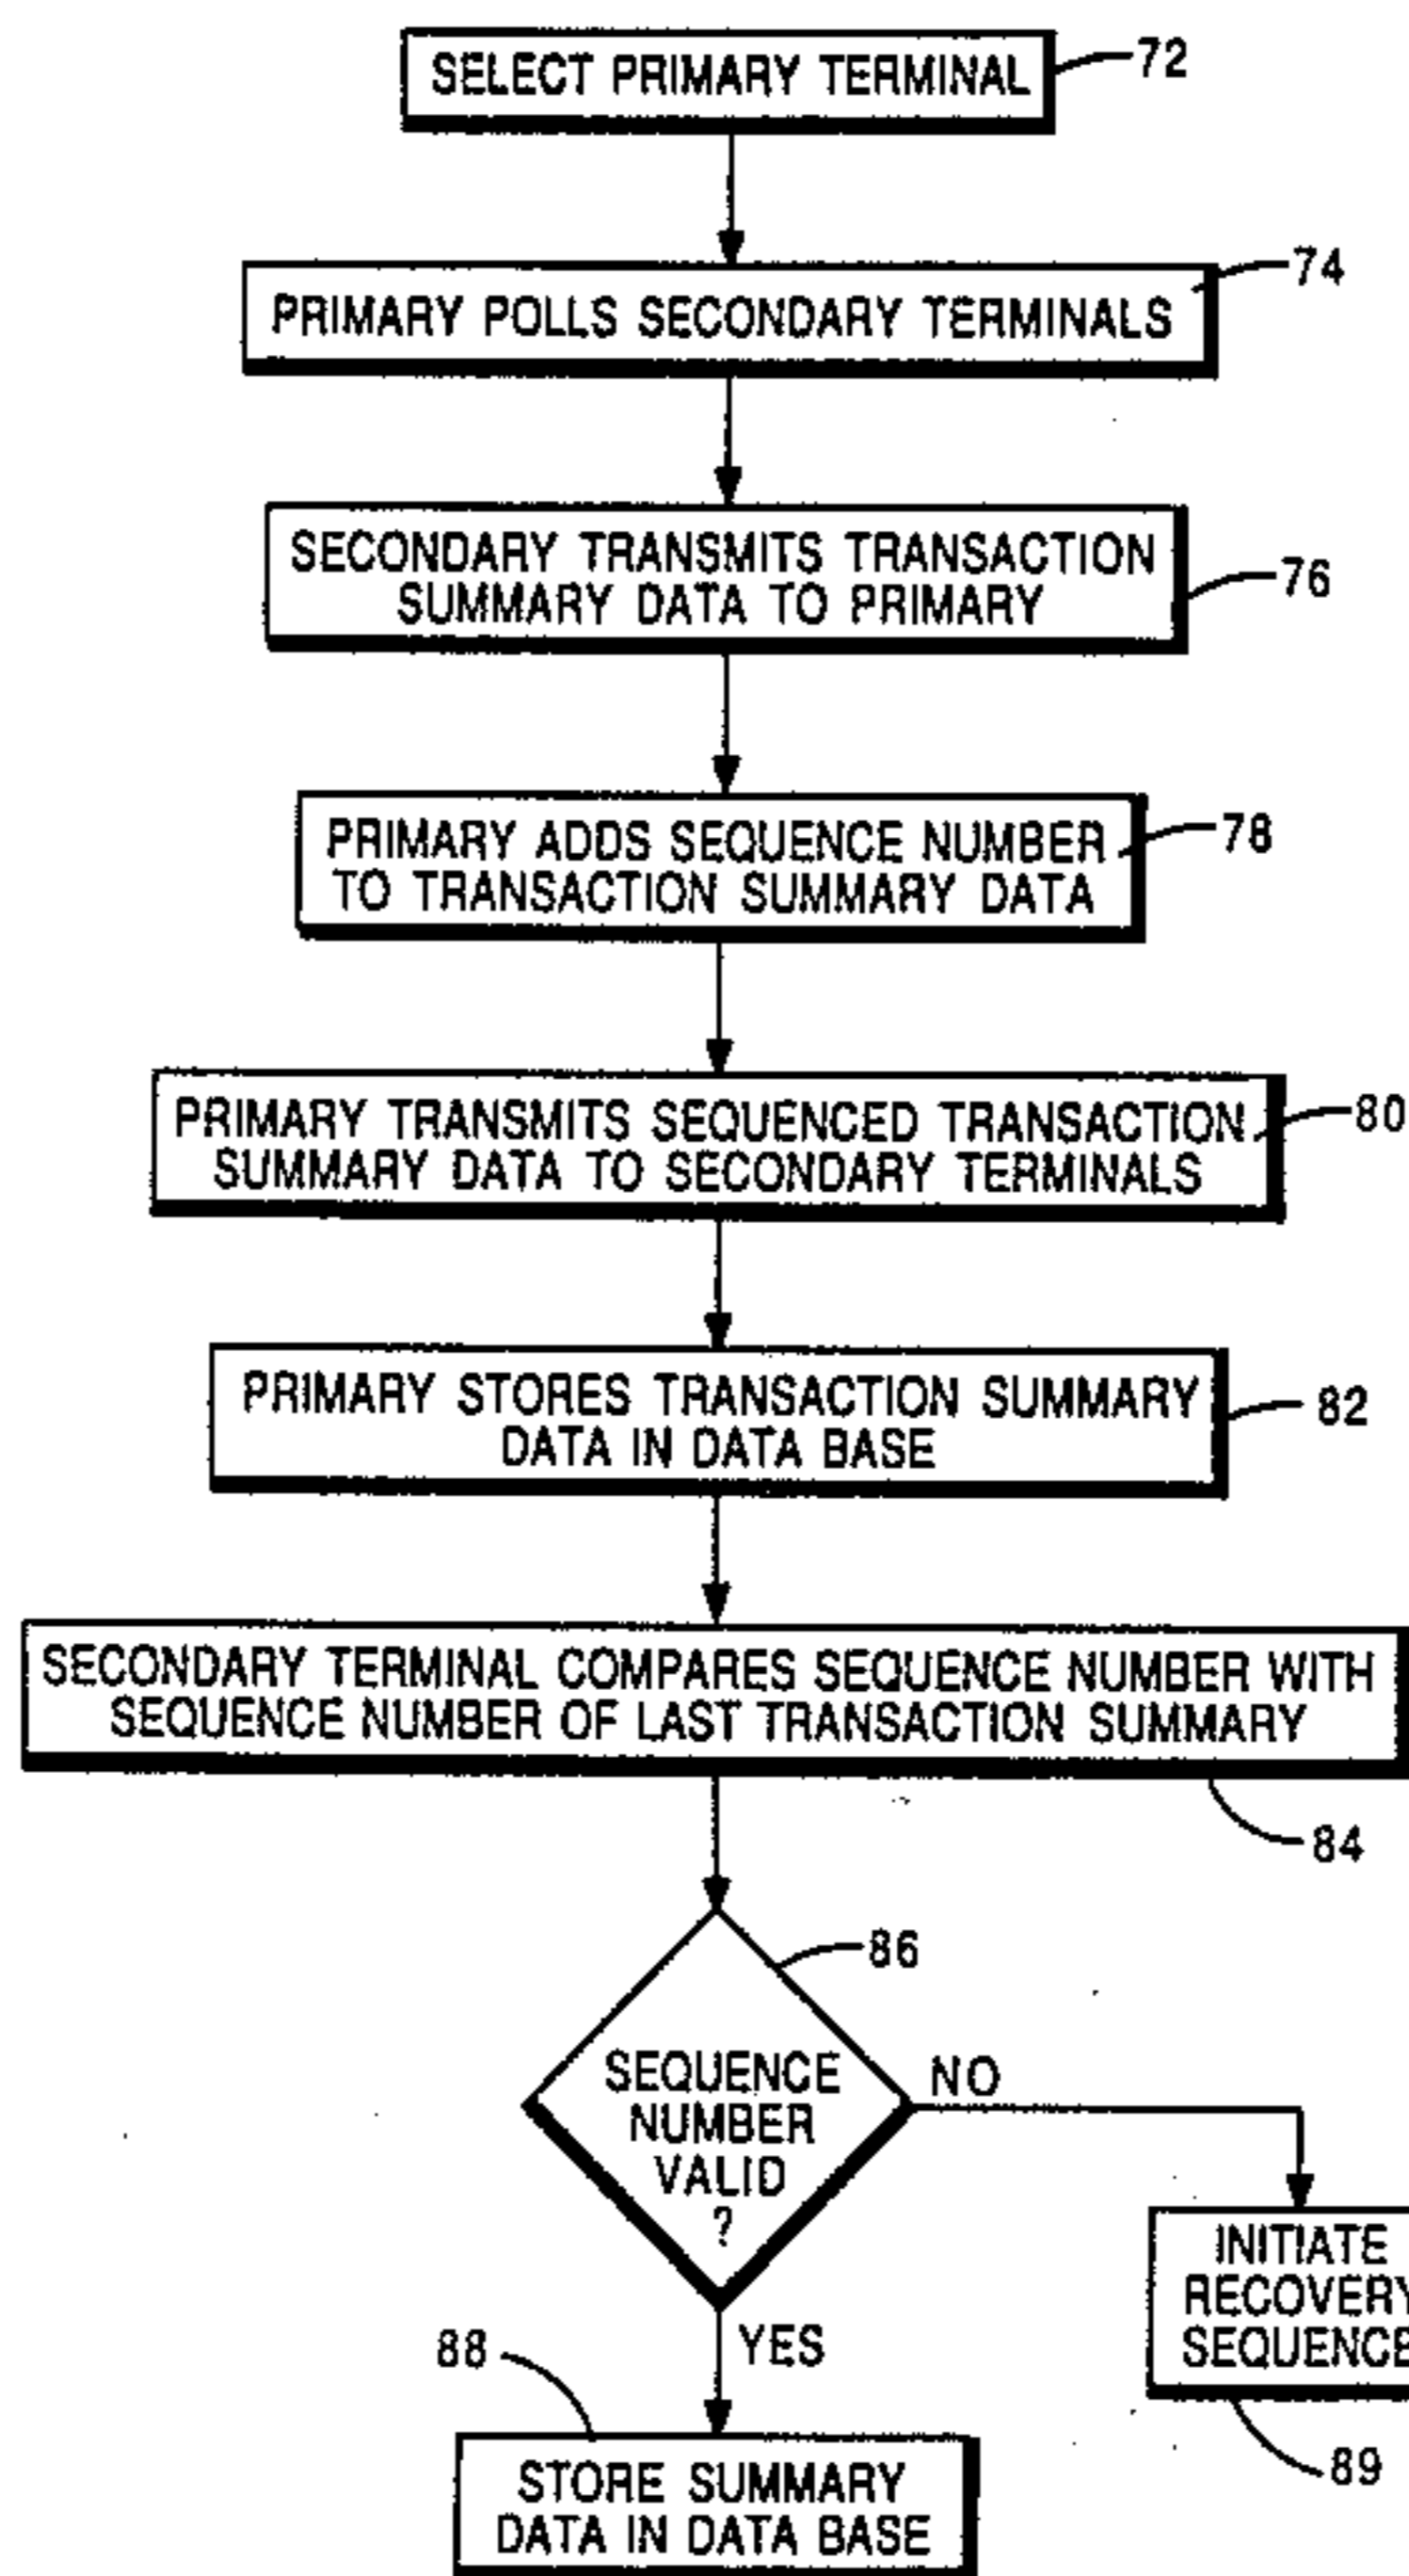 SELECT PRIMARY TERMINAL
72
PRIMARY POLLS SECONDARY TERMINALS
74
SECONDARY TRANSMITS TRANSACTION
SUMMARY DATA TO PRIMARY
76
PRIMARY ADDS SEQUENCE NUMBER
TO TRANSACTION SUMMARY DATA
78
PRIMARY TRANSMITS SEQUENCED TRANSACTION
SUMMARY DATA TO SECONDARY TERMINALS
80
PRIMARY STORES TRANSACTION SUMMARY
DATA IN DATA BASE
82
SECONDARY TERMINAL COMPARES SEQUENCE NUMBER WITH
SEQUENCE NUMBER OF LAST TRANSACTION SUMMARY
84
86
SEQUENCE
NUMBER
VALID
?
NO
INITIATE
RECOVERY
SEQUENCE
89
YES
88
STORE SUMMARY
DATA IN DATA BASE